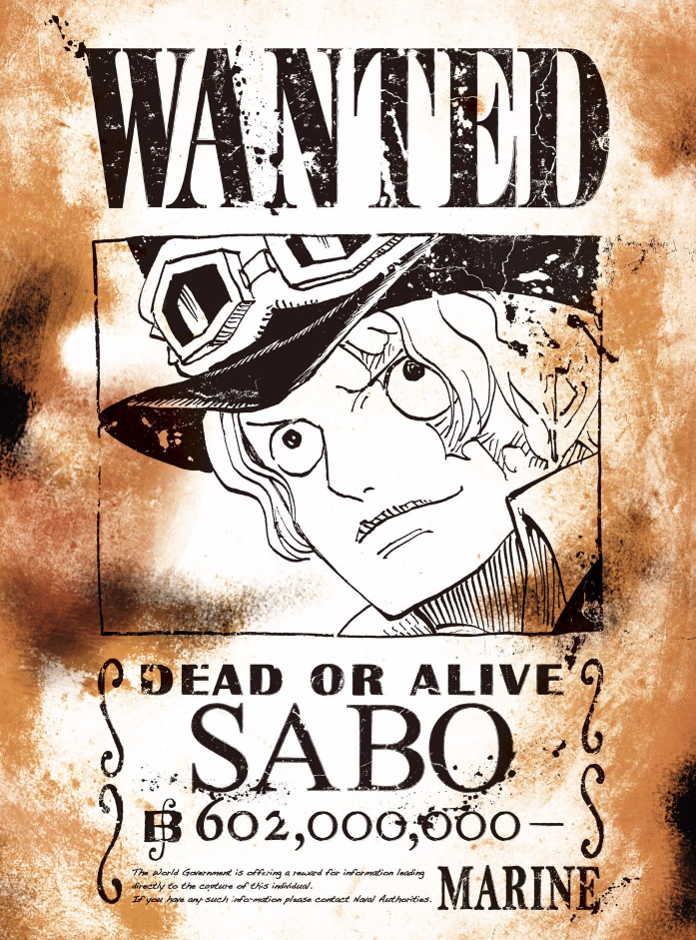 WANTED
DEAD OR ALIVE
SABO
฿602,000,000—
The World Government is offering a reward for information leading
directly to the capture of this individual.
If you have any such information please contact Naval Authorities.
MARINE